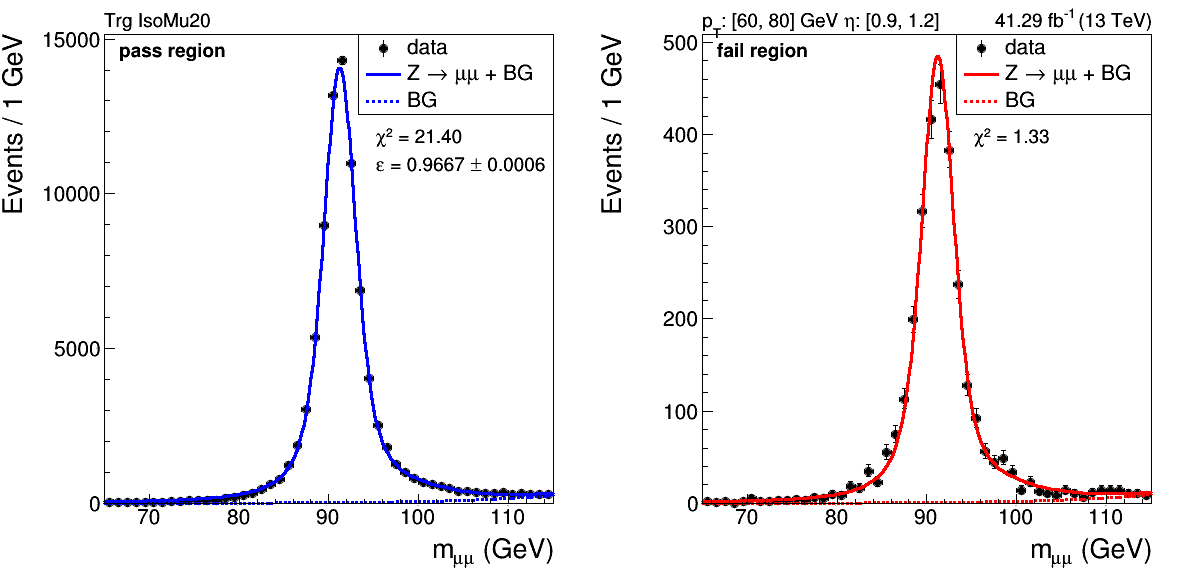 Trg IsoMu20
pass region
data
Z → μμ + BG
BG
χ² = 21.40
ε = 0.9667 ± 0.0006
Events / 1 GeV
15000
10000
5000
0
70 80 90 100 110
mμμ (GeV)
pT: [60, 80] GeV η: [0.9, 1.2] 41.29 fb⁻¹ (13 TeV)
fail region
data
Z → μμ + BG
BG
χ² = 1.33
Events / 1 GeV
500
400
300
200
100
0
70 80 90 100 110
mμμ (GeV)